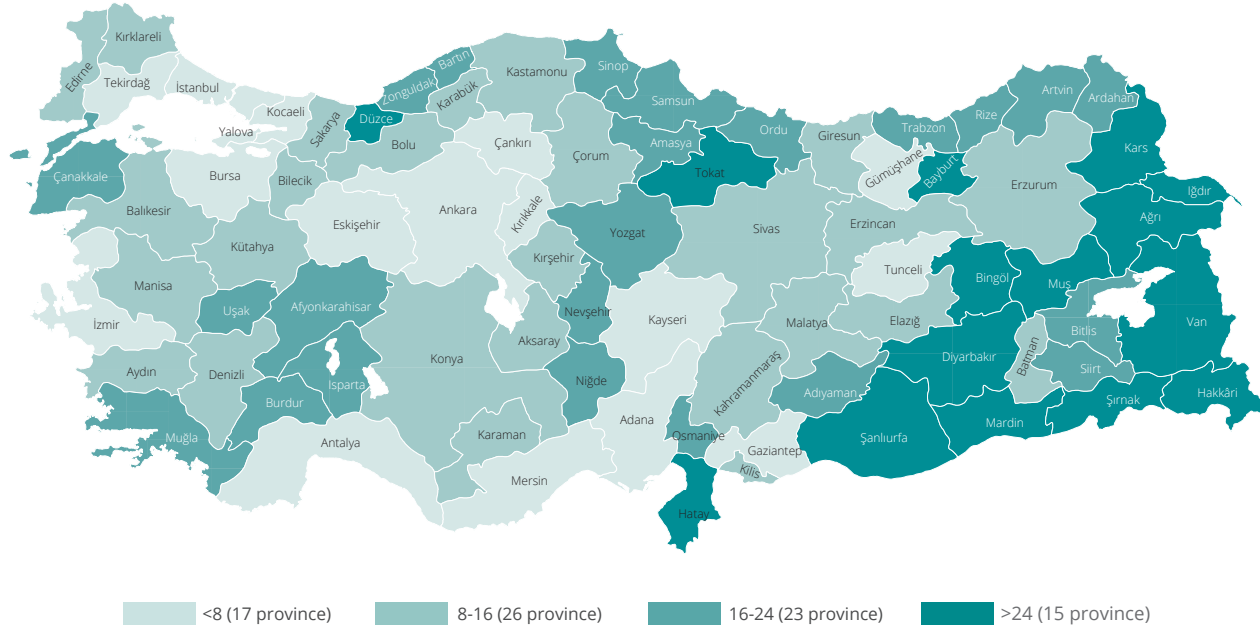 Kırklareli
Edirne
Tekirdağ
İstanbul
Kocaeli
Yalova
Sakarya
Düzce
Zonguldak
Bartın
Karabük
Kastamonu
Sinop
Samsun
Ordu
Giresun
Trabzon
Rize
Artvin
Ardahan
Kars
Iğdır
Ağrı
Erzurum
Bayburt
Gümüşhane
Tokat
Amasya
Çorum
Çankırı
Bolu
Bilecik
Bursa
Çanakkale
Balıkesir
Kütahya
Eskişehir
Ankara
Kırıkkale
Yozgat
Sivas
Erzincan
Tunceli
Bingöl
Muş
Van
Bitlis
Siirt
Batman
Diyarbakır
Elazığ
Malatya
Kayseri
Nevşehir
Kırşehir
Aksaray
Niğde
Konya
Afyonkarahisar
Uşak
Manisa
İzmir
Aydın
Denizli
Isparta
Burdur
Muğla
Antalya
Karaman
Mersin
Adana
Osmaniye
Kahramanmaraş
Adıyaman
Gaziantep
Kilis
Hatay
Şanlıurfa
Mardin
Şırnak
Hakkâri
<8 (17 province)
8-16 (26 province)
16-24 (23 province)
>24 (15 province)